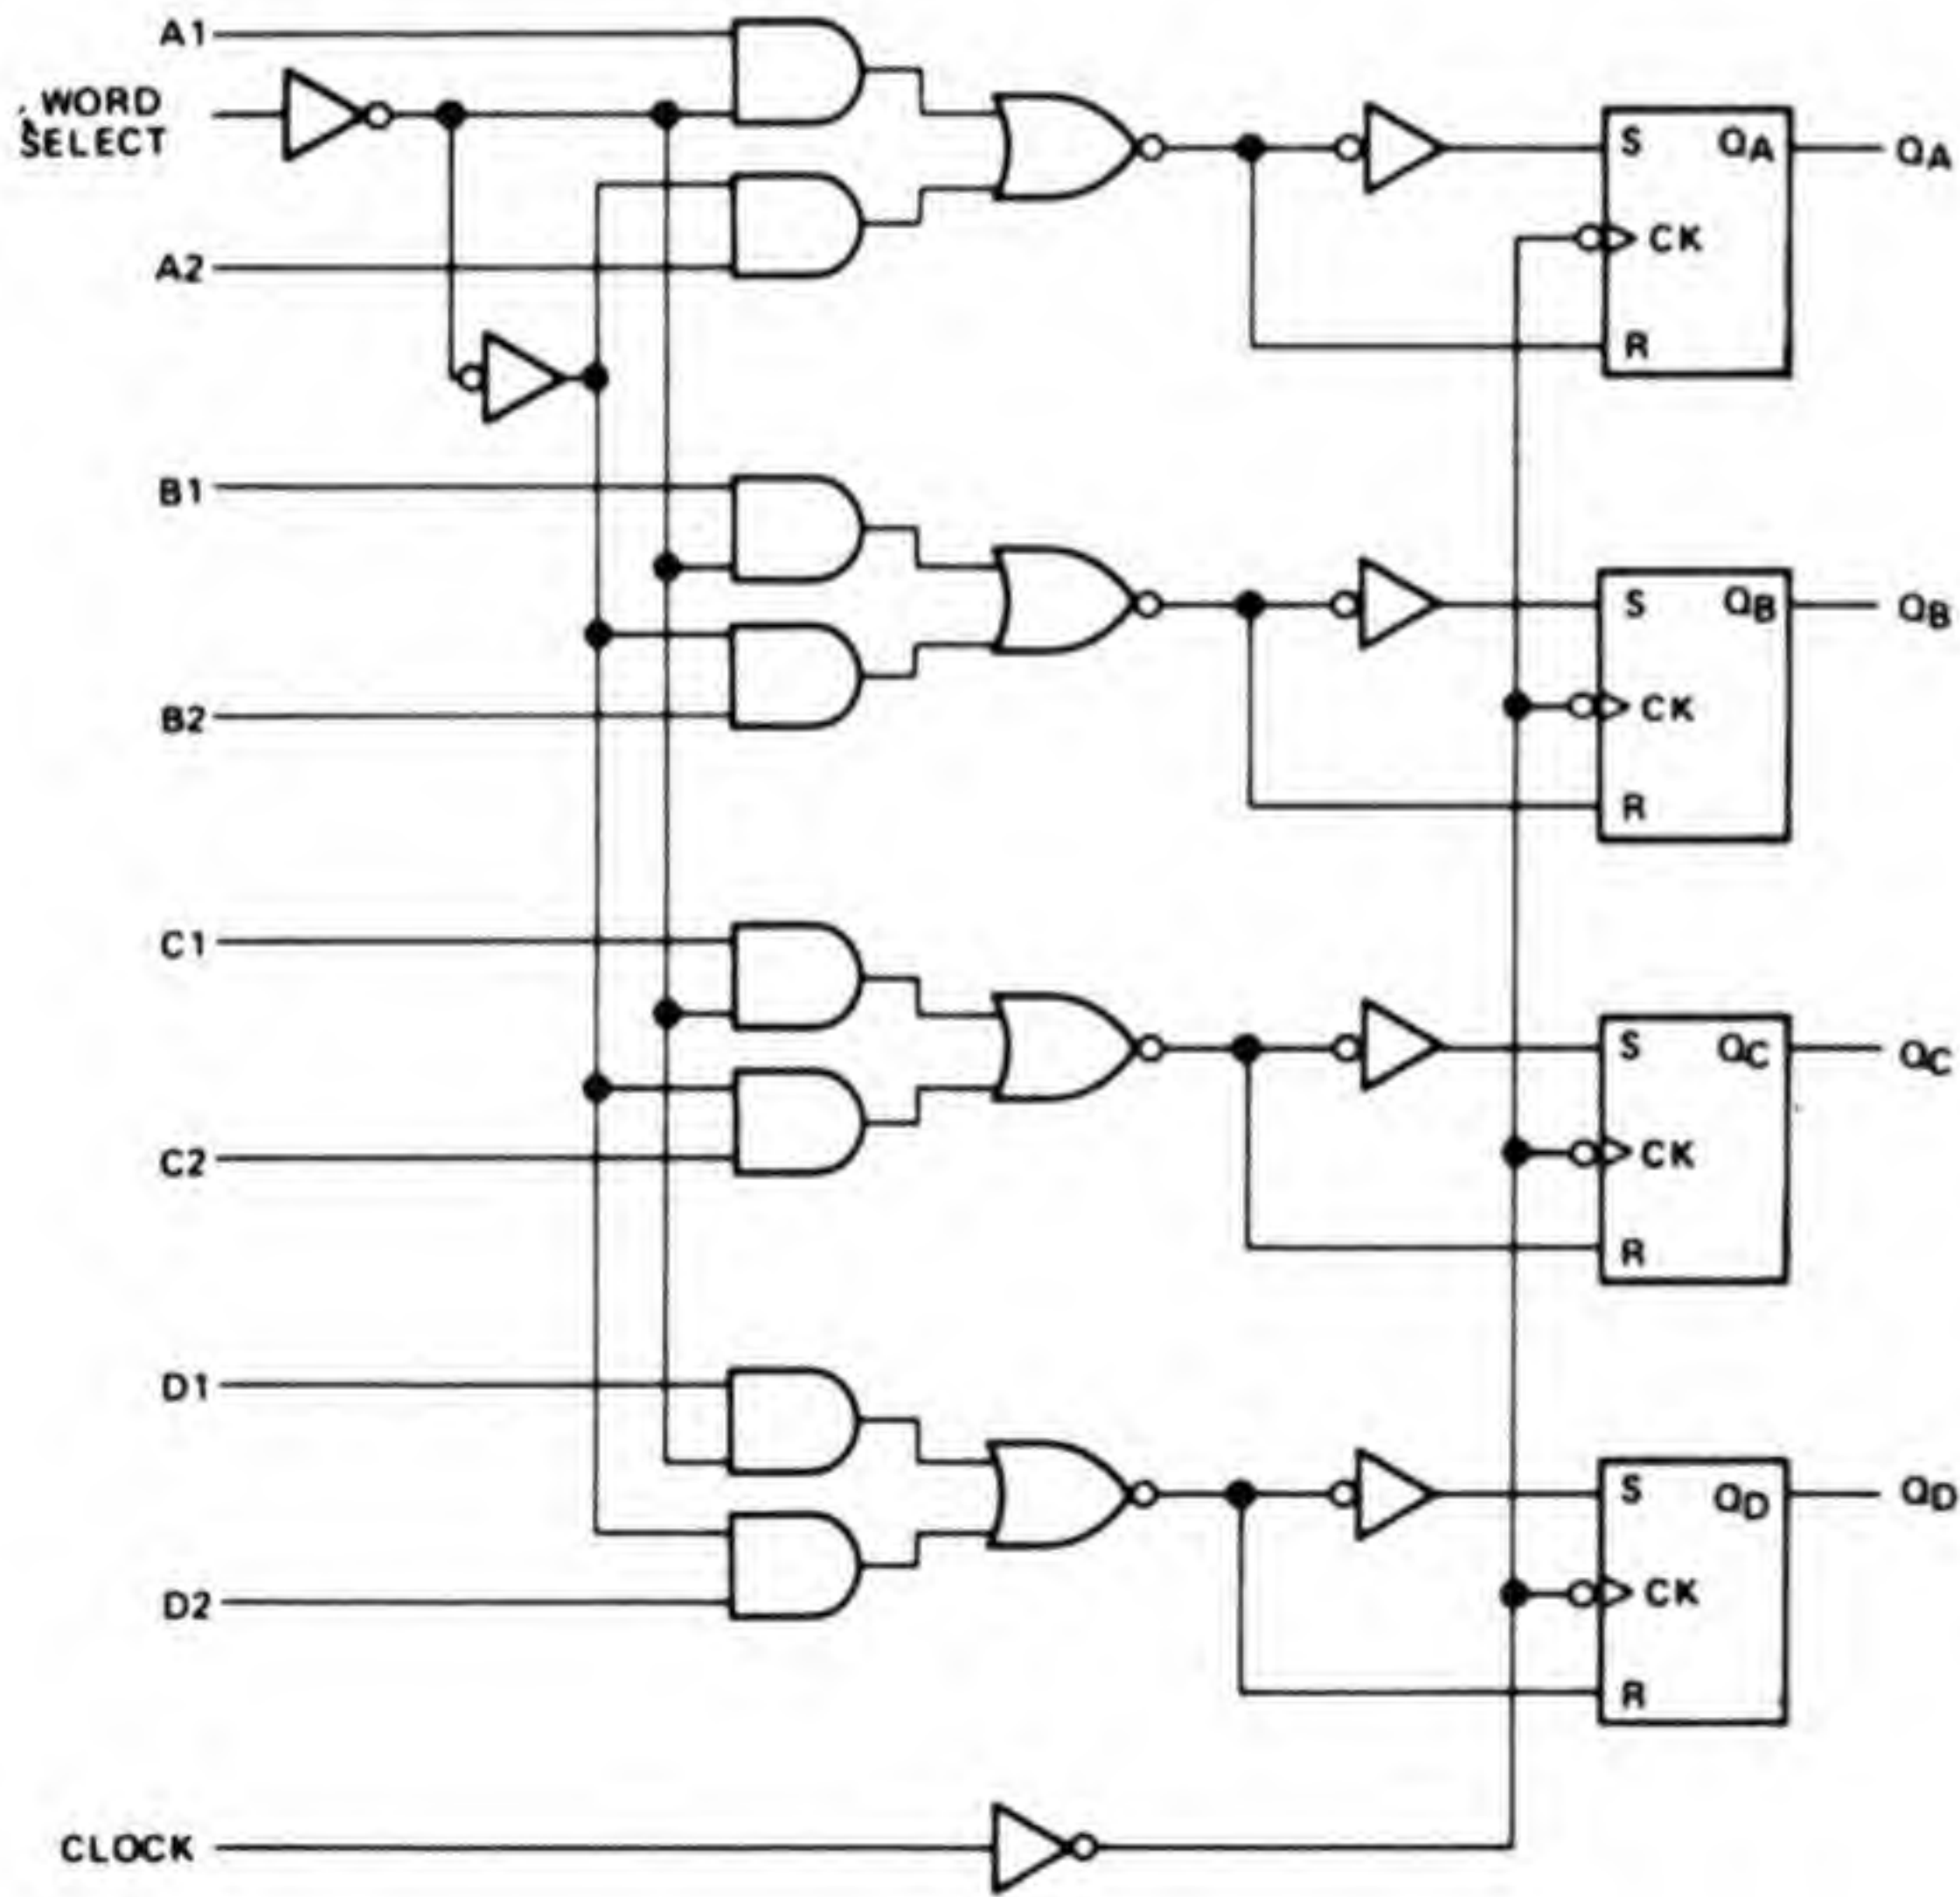 A1
WORD
SELECT
A2
S QA QA
CK
R
B1
B2
S QB QB
CK
R
C1
C2
S QC QC
CK
R
D1
D2
S QD QD
CK
R
CLOCK